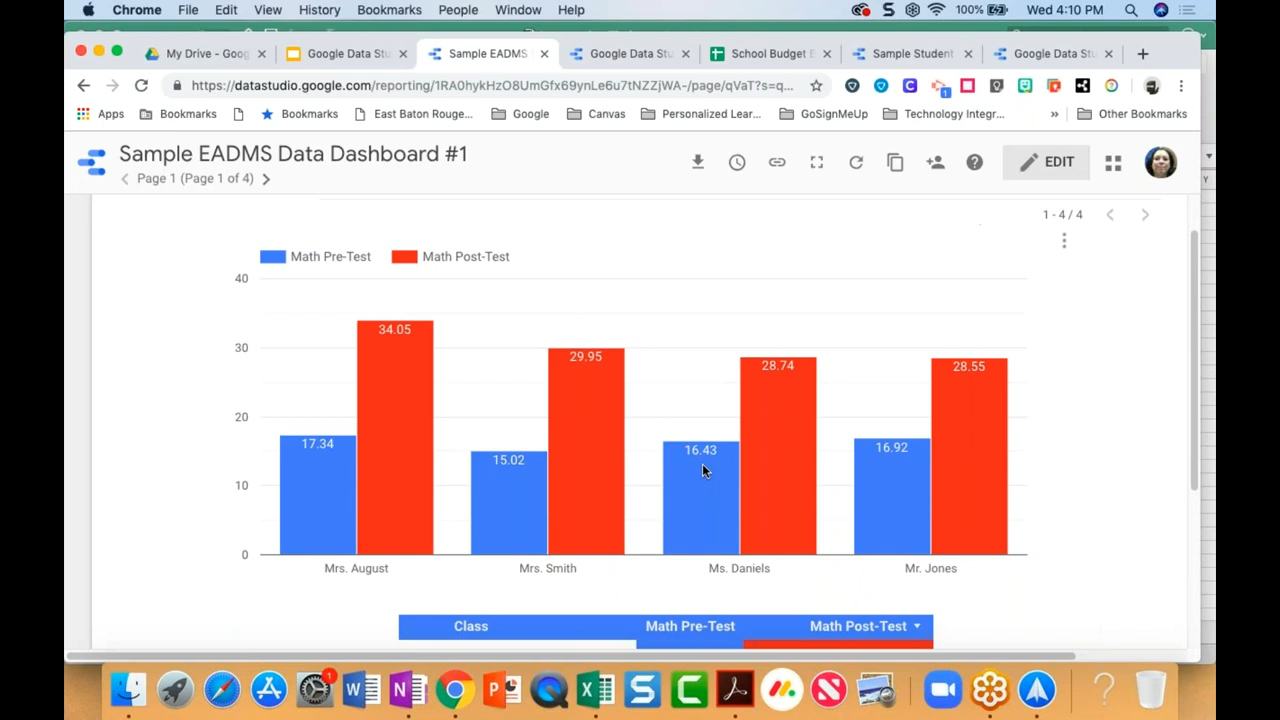 Chrome File Edit View History Bookmarks People Window Help 100% Wed 4:10 PM
My Drive - Goog Google Data Stu Sample EADMS Google Data Stu School Budget E Sample Student Google Data Stu
https://datastudio.google.com/reporting/1RA0hykHzO8UmGfx69ynLe6u7tNZZjWA-/page/qVaT?s=q...
Apps Bookmarks Bookmarks East Baton Rouge... Google Canvas Personalized Lear... GoSignMeUp Technology Integr... » Other Bookmarks
Sample EADMS Data Dashboard #1
Page 1 (Page 1 of 4)
EDIT
1 - 4 / 4
Math Pre-Test Math Post-Test
40
30
20
10
0
34.05
29.95
28.74
28.55
17.34
15.02
16.43
16.92
Mrs. August Mrs. Smith Ms. Daniels Mr. Jones
Class Math Pre-Test Math Post-Test